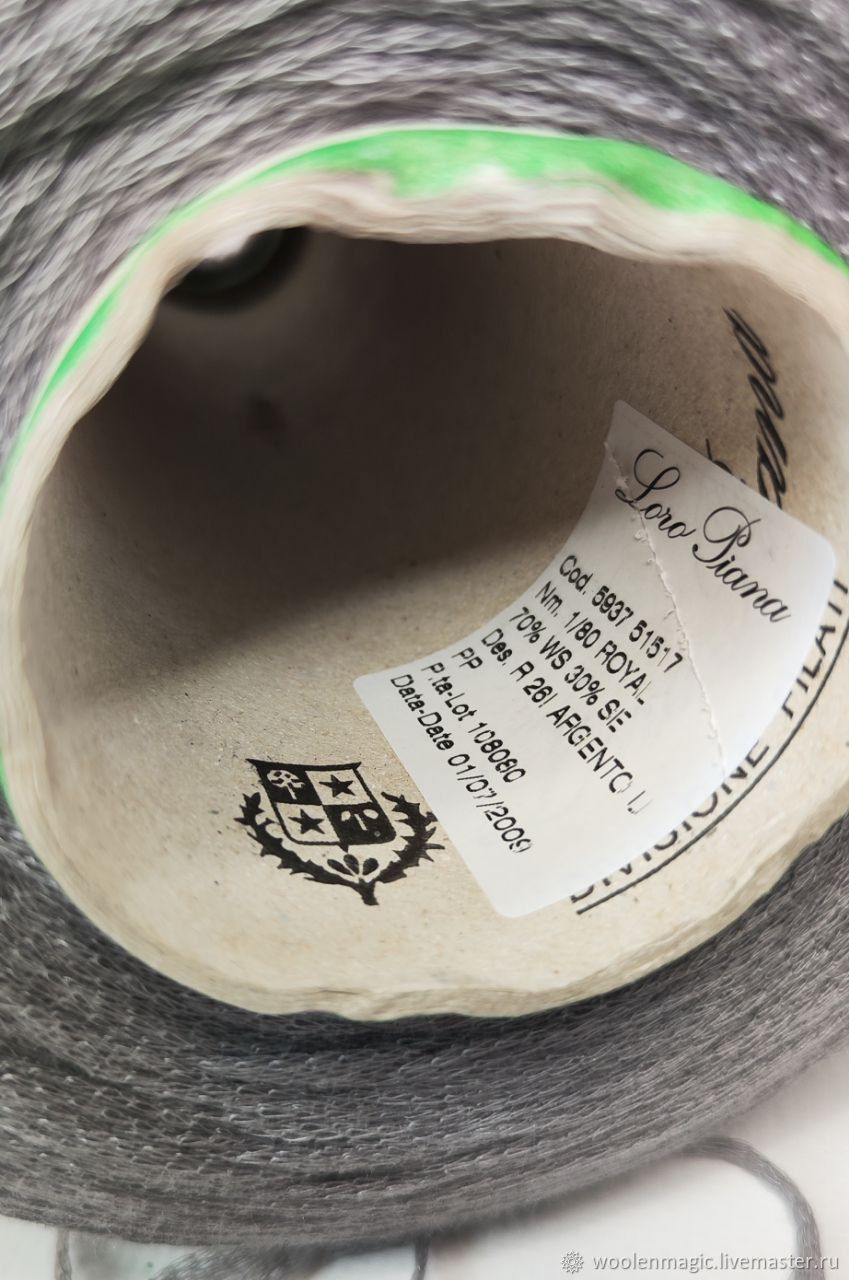 Loro Piana
Cod. 5937 51517
Nm. 1/80 ROYAL
70% WS 30% SE
Des. R 26I ARGENTO
PP
P.ta-Lot 108080
Data-Date 01/07/2009
DIVISIONE FILATI
woolenmagic.livemaster.ru